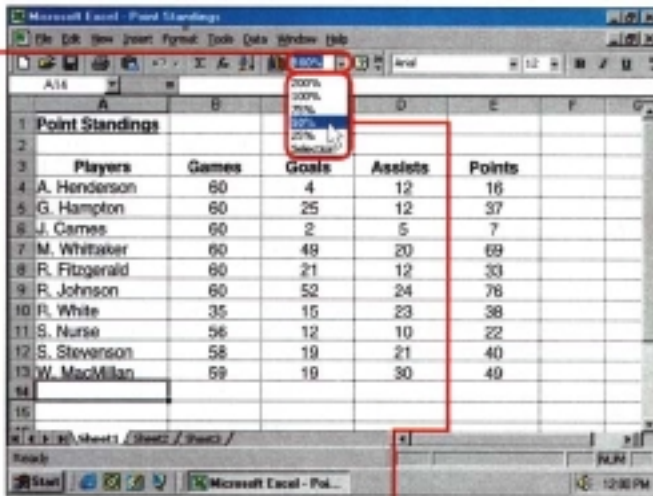 Microsoft Excel - Point Standings
File Edit View Insert Format Tools Data Window Help
100% Arial 12 B I U
A14 =
200%
100%
75%
50%
25%
Selection
A B D E F G
1 Point Standings
2
3 Players Games Goals Assists Points
4 A. Henderson 60 4 12 16
5 G. Hampton 60 25 12 37
6 J. Carnes 60 2 5 7
7 M. Whittaker 60 49 20 69
8 R. Fitzgerald 60 21 12 33
9 R. Johnson 60 52 24 76
10 R. White 35 15 23 38
11 S. Nurse 56 12 10 22
12 S. Stevenson 58 19 21 40
13 W. MacMillan 59 19 30 49
14
15
Sheet1 / Sheet2 / Sheet3 /
Ready NUM
Start Microsoft Excel - Poi... 12:00 PM